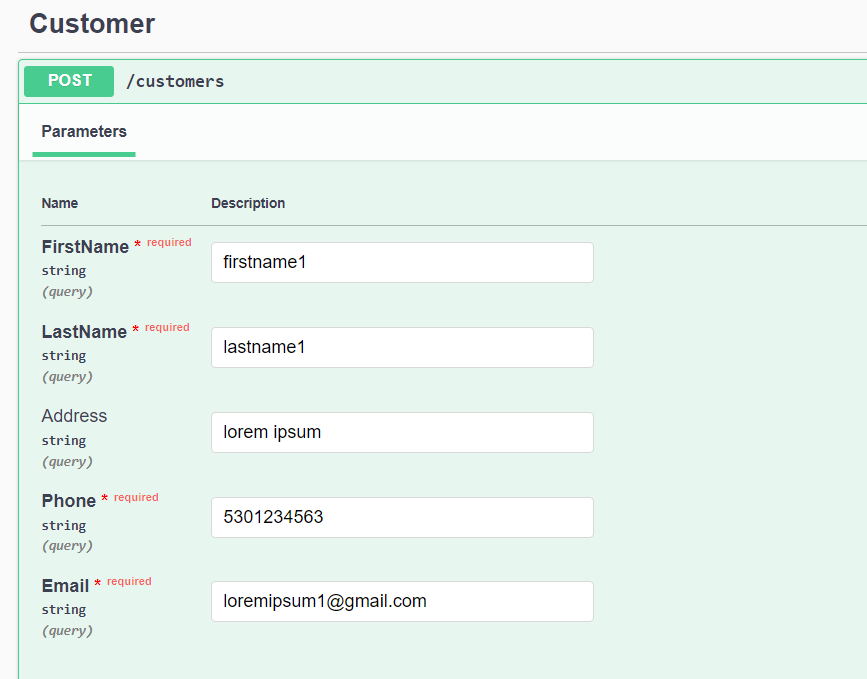 Customer
POST /customers
Parameters
Name Description
FirstName * required
string
(query)
firstname1
LastName * required
string
(query)
lastname1
Address
string
(query)
lorem ipsum
Phone * required
string
(query)
5301234563
Email * required
string
(query)
loremipsum1@gmail.com